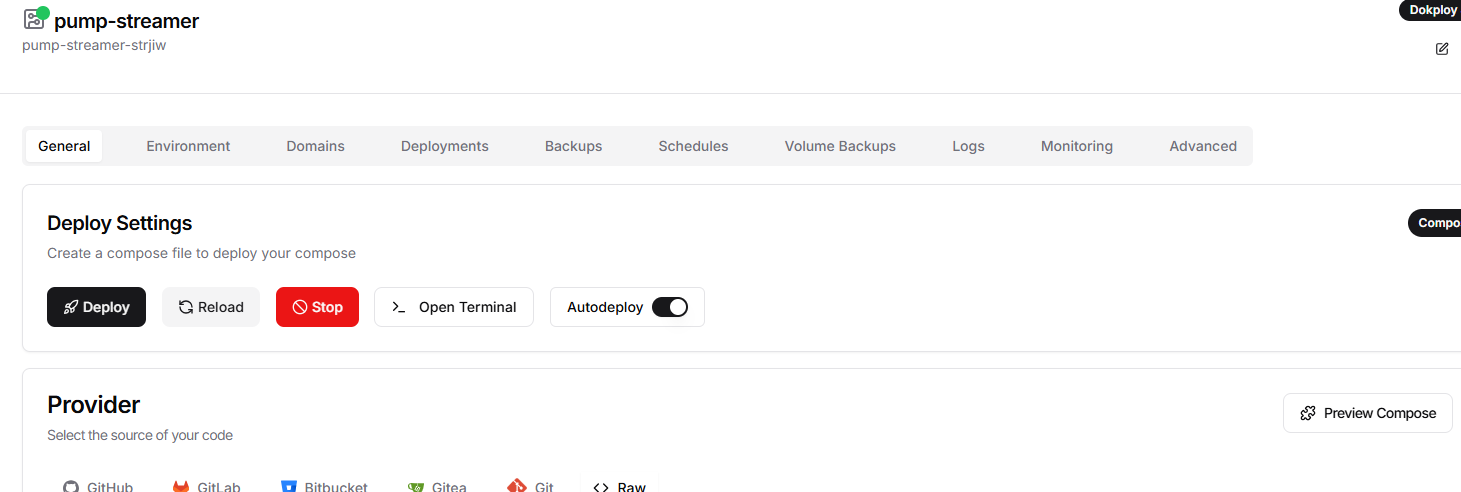 pump-streamer
Dokploy
pump-streamer-strjiw
General Environment Domains Deployments Backups Schedules Volume Backups Logs Monitoring Advanced
Deploy Settings
Compo
Create a compose file to deploy your compose
Deploy Reload Stop Open Terminal Autodeploy
Provider
Preview Compose
Select the source of your code
GitHub GitLab Bitbucket Gitea Git Raw